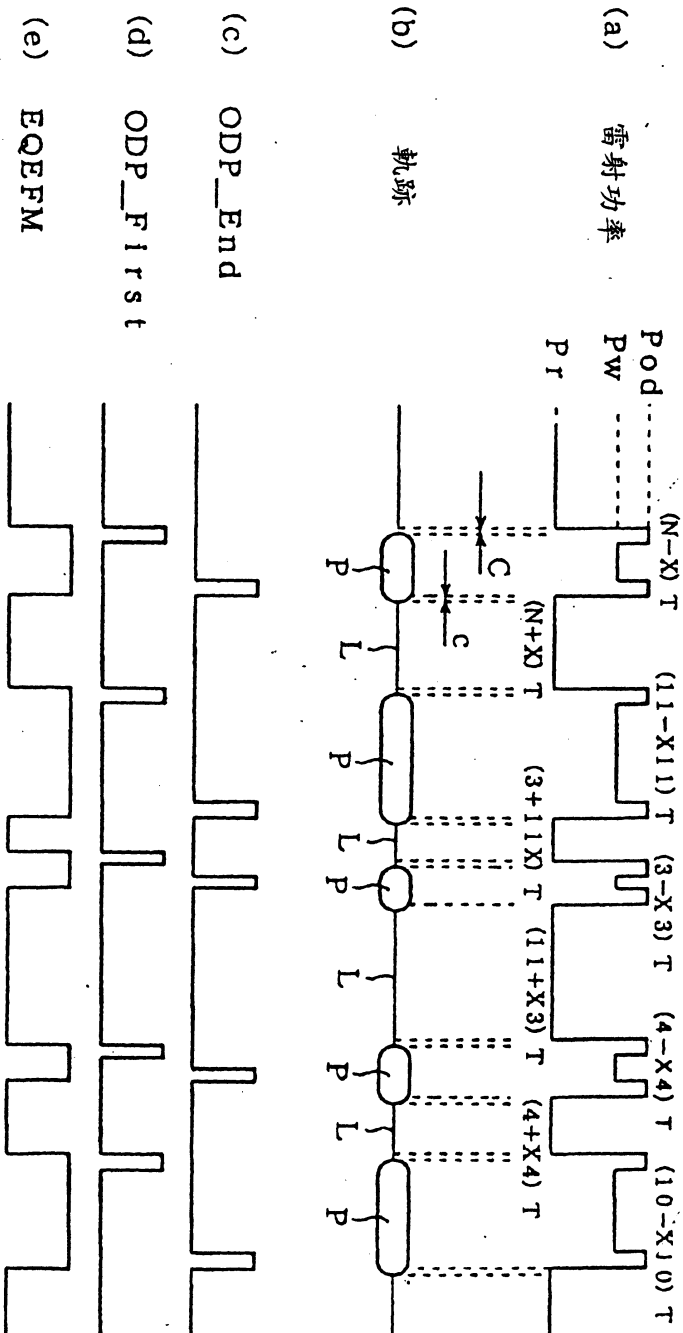 (N-X) T (11-X11) T (3-X3) T (4-X4) T (10-X10) T
Pod
(a) 雷射功率 Pw
Pr
(N+X) T (3+11X) T (11+X3) T (4+X4) T
C
c
(b) 軌跡
P L P L P L P L P
(c) ODP_End
(d) ODP_First
(e) EQEFM